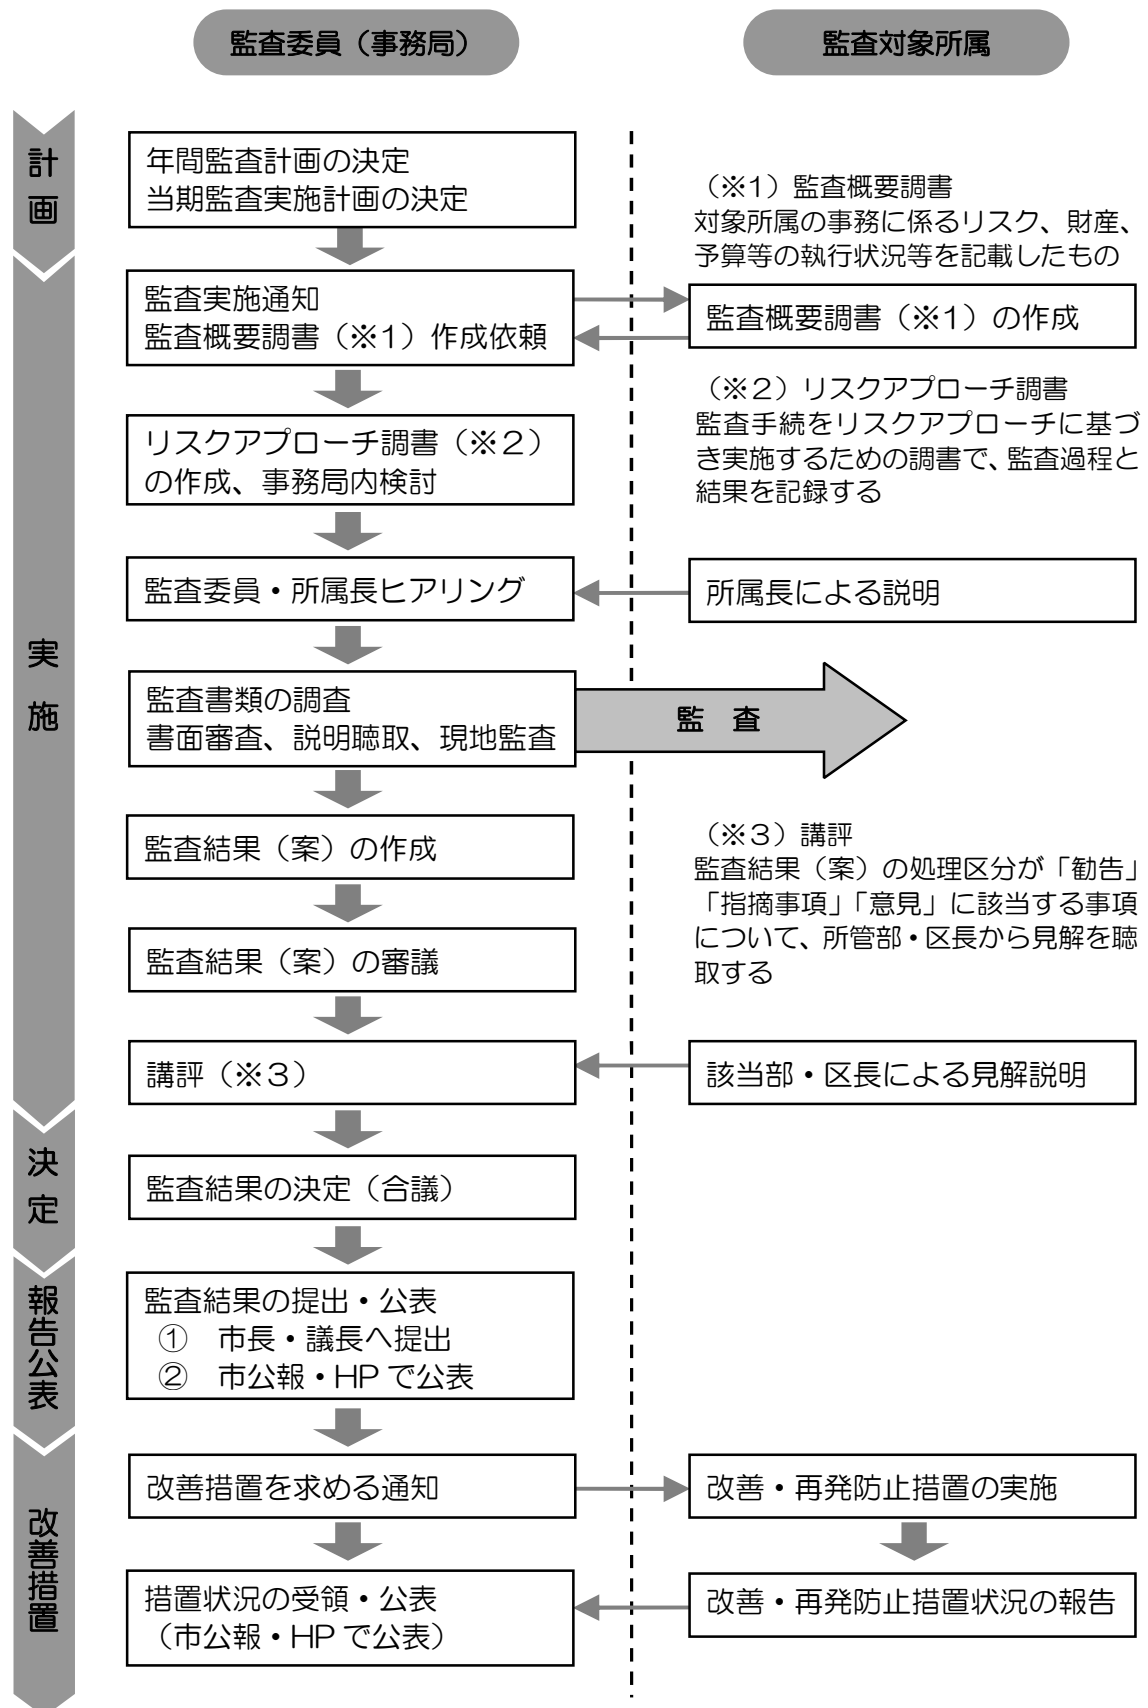 監査委員（事務局）
監査対象所属
計画
年間監査計画の決定
当期監査実施計画の決定
（※1）監査概要調書
対象所属の事務に係るリスク、財産、
予算等の執行状況等を記載したもの
実施
監査実施通知
監査概要調書（※1）作成依頼
監査概要調書（※1）の作成
（※2）リスクアプローチ調書
監査手続をリスクアプローチに基づ
き実施するための調書で、監査過程と
結果を記録する
リスクアプローチ調書（※2）
の作成、事務局内検討
監査委員・所属長ヒアリング
所属長による説明
監査書類の調査
書面審査、説明聴取、現地監査
監　査
監査結果（案）の作成
（※3）講評
監査結果（案）の処理区分が「勧告」
「指摘事項」「意見」に該当する事項
について、所管部・区長から見解を聴
取する
監査結果（案）の審議
講評（※3）
該当部・区長による見解説明
決定
監査結果の決定（合議）
報告公表
監査結果の提出・公表
①　市長・議長へ提出
②　市公報・HPで公表
改善措置
改善措置を求める通知
改善・再発防止措置の実施
措置状況の受領・公表
（市公報・HPで公表）
改善・再発防止措置状況の報告